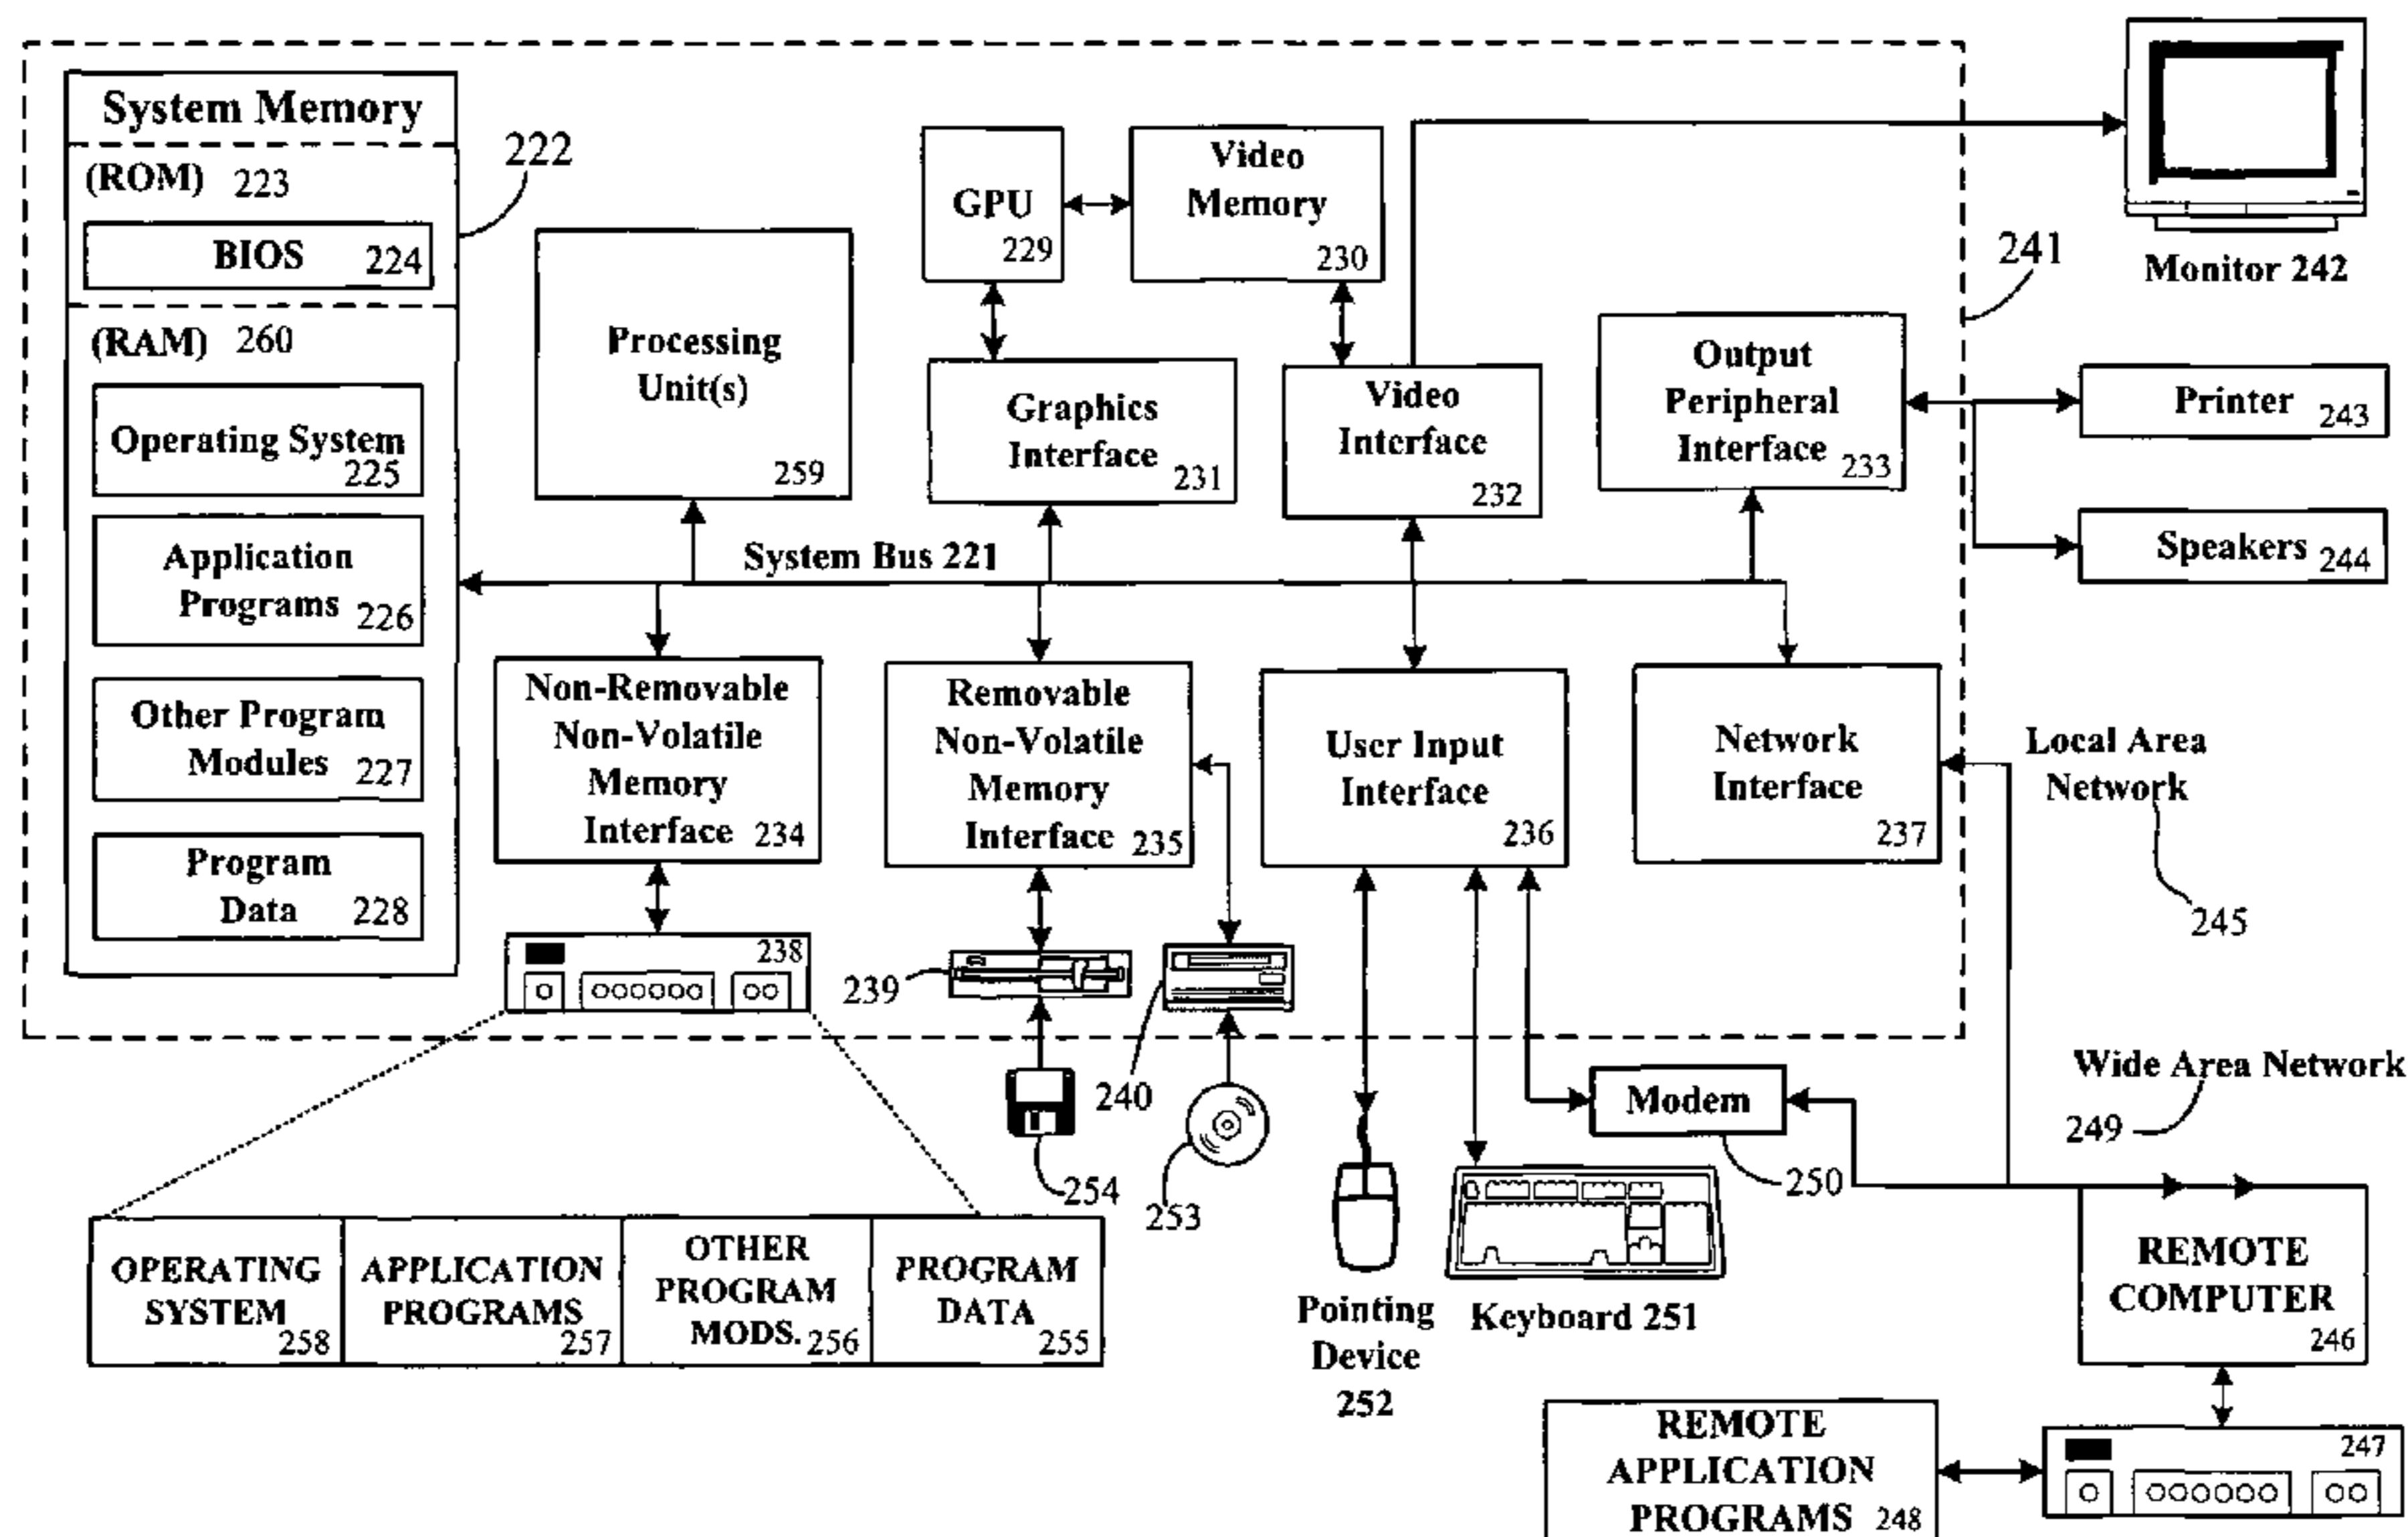 System Memory
(ROM) 223
BIOS 224
222
(RAM) 260
Operating System
225
Application
Programs 226
Other Program
Modules 227
Program
Data 228
Processing
Unit(s)
259
GPU
229
Video
Memory
230
Graphics
Interface
231
Video
Interface
232
Output
Peripheral
Interface 233
241
Monitor 242
Printer 243
Speakers 244
System Bus 221
Non-Removable
Non-Volatile
Memory
Interface 234
Removable
Non-Volatile
Memory
Interface 235
User Input
Interface
236
Network
Interface
237
Local Area
Network
245
238
239
240
254
253
Modem
250
Wide Area Network
249
OPERATING
SYSTEM
258
APPLICATION
PROGRAMS
257
OTHER
PROGRAM
MODS. 256
PROGRAM
DATA
255
Pointing
Device
252
Keyboard 251
REMOTE
COMPUTER
246
247
REMOTE
APPLICATION
PROGRAMS 248